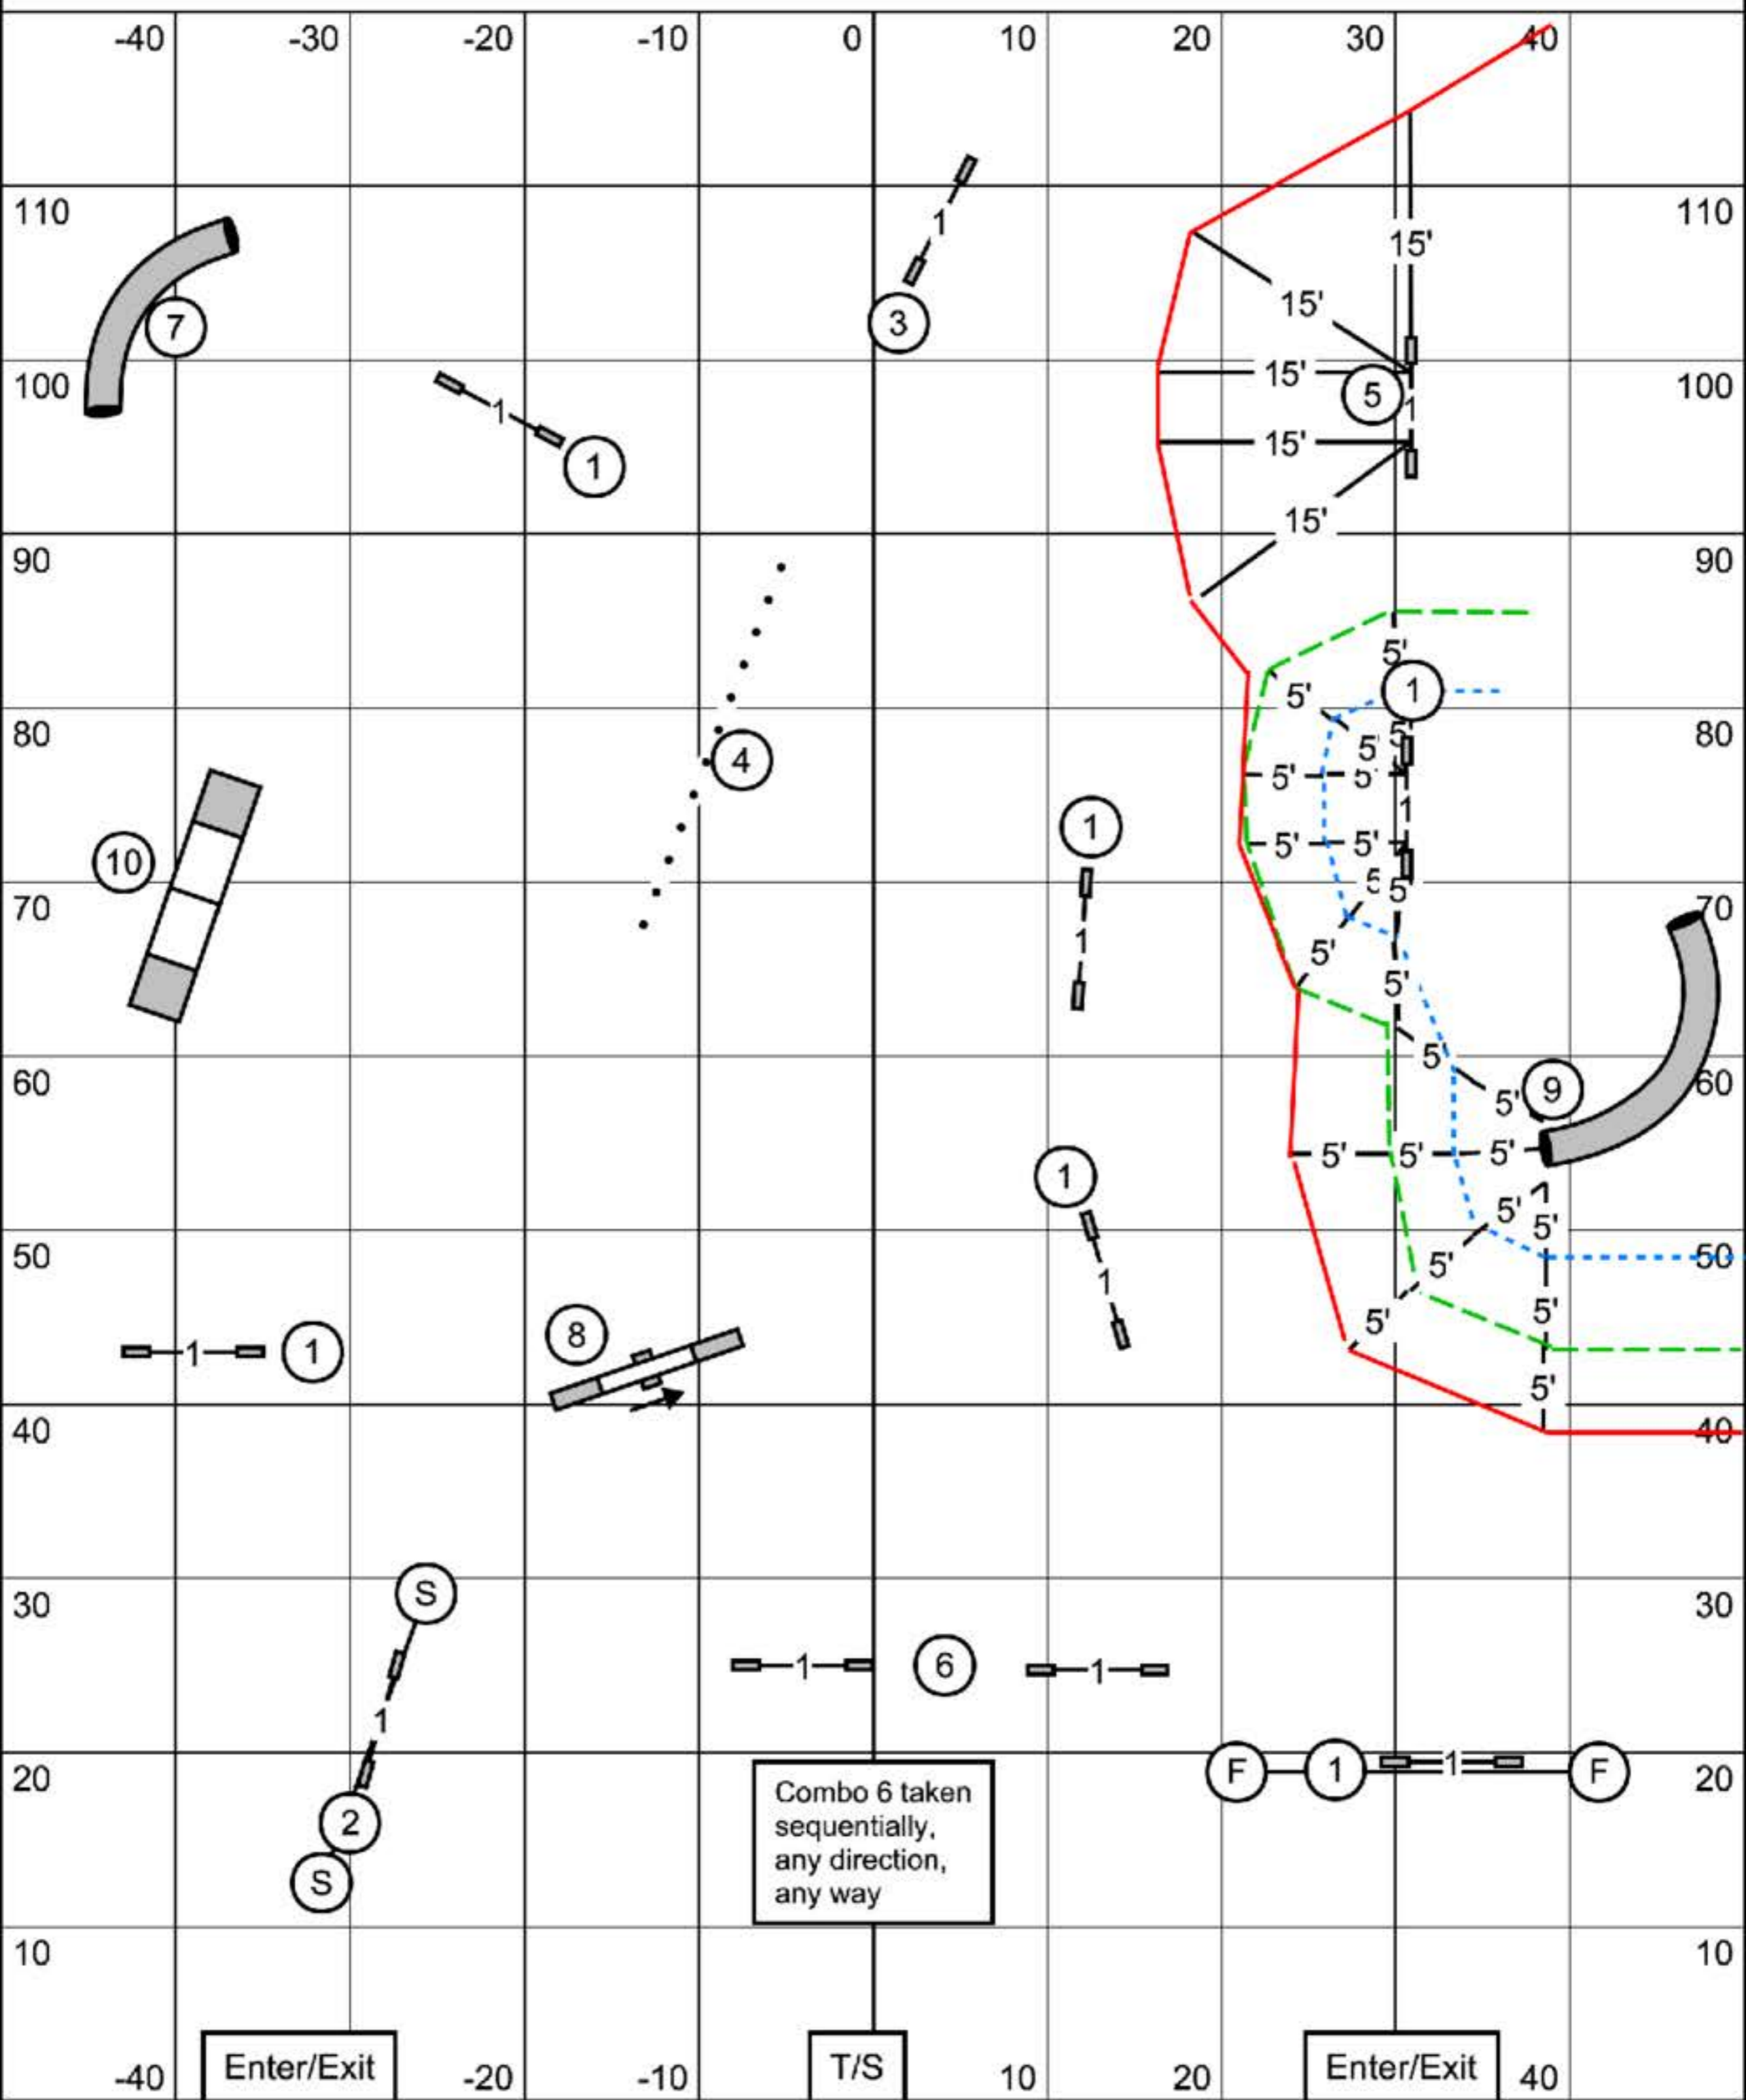 -40 -30 -20 -10 0 10 20 30 40
110 110
3 1
7
15'
15'
100 15' 5 1 100
1 1
15'
15'
90 90
5'
5' 1
80 4 5' 5 80
5' 5'
10 1 5' 1
5' 5'
70 1 5 5' 70
5'
5'
60 5' 9 60
5'
1 5' 5' 5'
5' 5'
50 1 5' 50
5'
1 1 8 5'
5'
40 40
S
30 30
1 6 1
1
20 F 1 1 F 20
2
S
Combo 6 taken
sequentially,
any direction,
any way
10 10
-40 Enter/Exit -20 -10 T/S 10 20 Enter/Exit 40